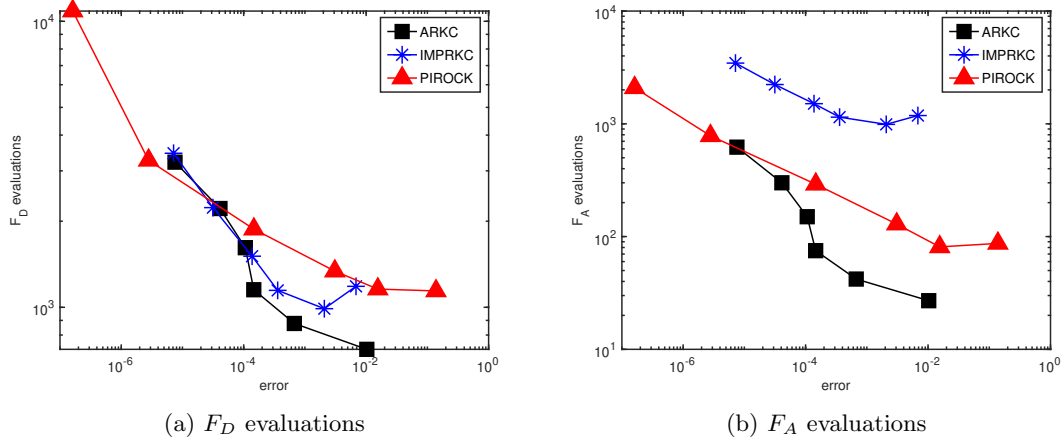 10^4
10^3
10^-6
10^-4
10^-2
10^0
F_D evaluations
error
ARKC
IMPRKC
PIROCK
(a) F_D evaluations
10^4
10^3
10^2
10^1
10^-6
10^-4
10^-2
10^0
F_A evaluations
error
ARKC
IMPRKC
PIROCK
(b) F_A evaluations